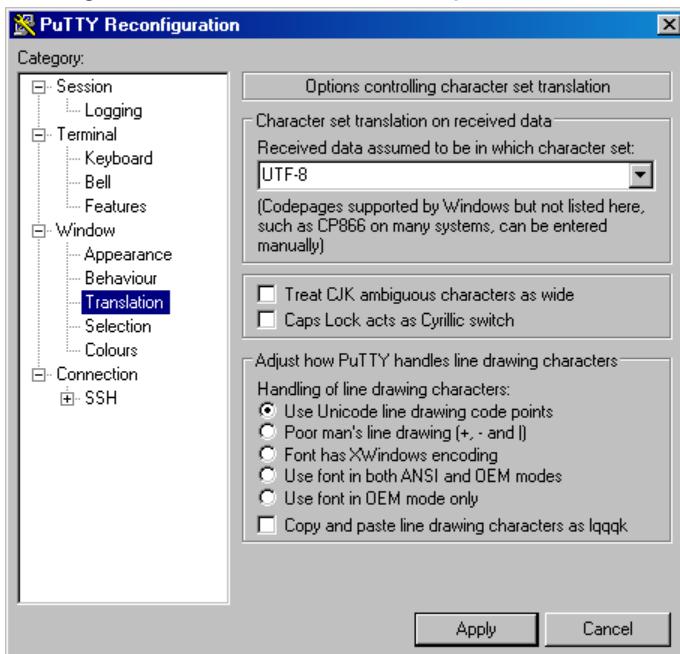 PuTTY Reconfiguration
Category:
Session
Logging
Terminal
Keyboard
Bell
Features
Window
Appearance
Behaviour
Translation
Selection
Colours
Connection
SSH
Options controlling character set translation
Character set translation on received data
Received data assumed to be in which character set:
UTF-8
(Codepages supported by Windows but not listed here,
such as CP866 on many systems, can be entered
manually)
Treat CJK ambiguous characters as wide
Caps Lock acts as Cyrillic switch
Adjust how PuTTY handles line drawing characters
Handling of line drawing characters:
Use Unicode line drawing code points
Poor man's line drawing (+, - and |)
Font has XWindows encoding
Use font in both ANSI and OEM modes
Use font in OEM mode only
Copy and paste line drawing characters as lqqqk
Apply
Cancel